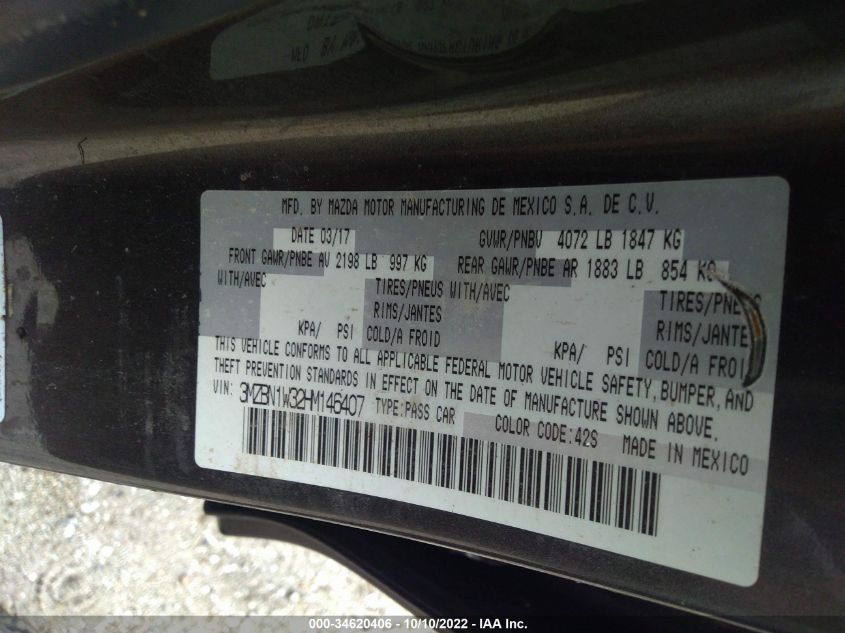 MFD. BY MAZDA MOTOR MANUFACTURING DE MEXICO S.A. DE C.V.
DATE 03/17 GVWR/PNBV 4072 LB 1847 KG
FRONT GAWR/PNBE AV 2198 LB 997 KG REAR GAWR/PNBE AR 1883 LB 854 KG
WITH/AVEC TIRES/PNEUS WITH/AVEC TIRES/PNEUS
RIMS/JANTES RIMS/JANTES
KPA/ PSI COLD/A FROID KPA/ PSI COLD/A FROID
THIS VEHICLE CONFORMS TO ALL APPLICABLE FEDERAL MOTOR VEHICLE SAFETY, BUMPER, AND
THEFT PREVENTION STANDARDS IN EFFECT ON THE DATE OF MANUFACTURE SHOWN ABOVE.
VIN: 3MZBN1W32HM146407 TYPE:PASS CAR COLOR CODE:42S MADE IN MEXICO
000-34620406 - 10/10/2022 - IAA Inc.